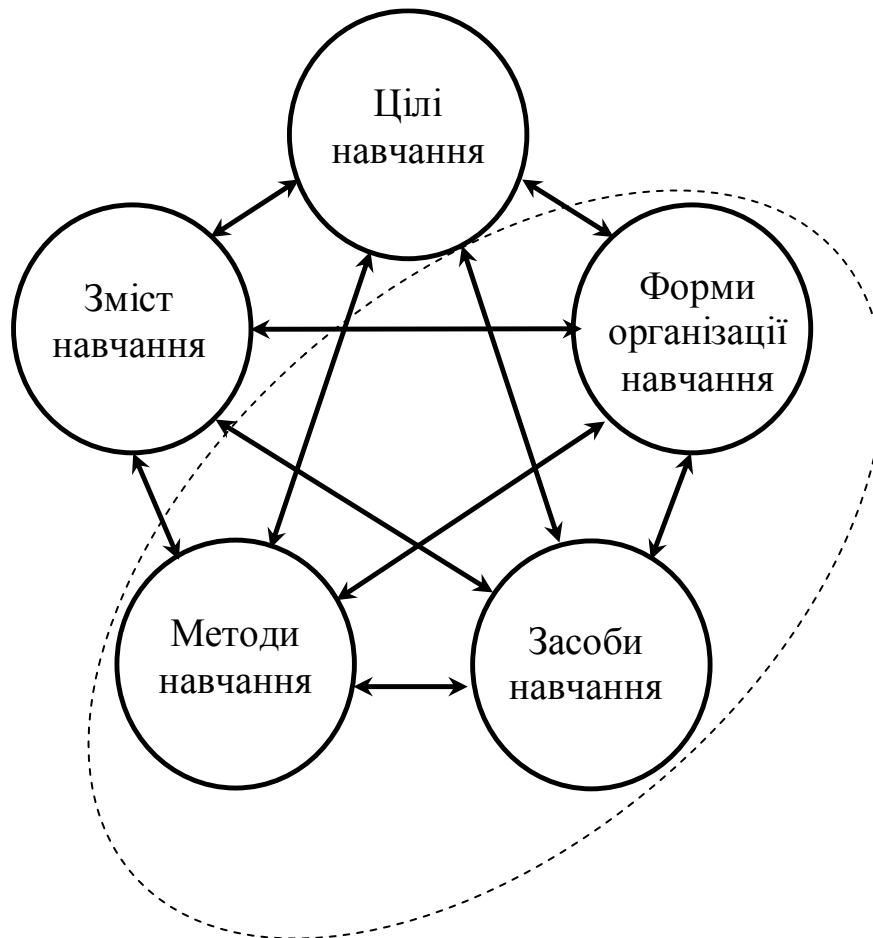 Цілі
навчання
Зміст
навчання
Форми
організації
навчання
Методи
навчання
Засоби
навчання